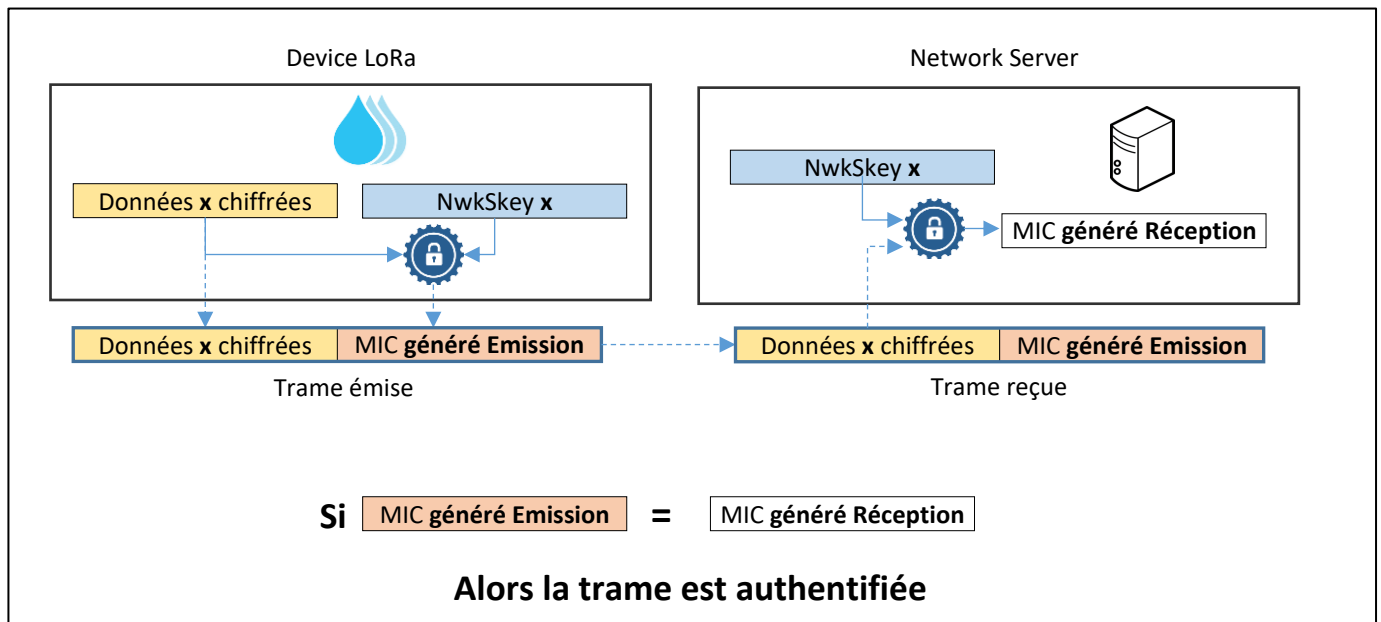 Device LoRa
Network Server
Données x chiffrées
NwkSkey x
NwkSkey x
MIC généré Réception
Données x chiffrées
MIC généré Emission
Données x chiffrées
MIC généré Emission
Trame émise
Trame reçue
Si MIC généré Emission = MIC généré Réception
Alors la trame est authentifiée